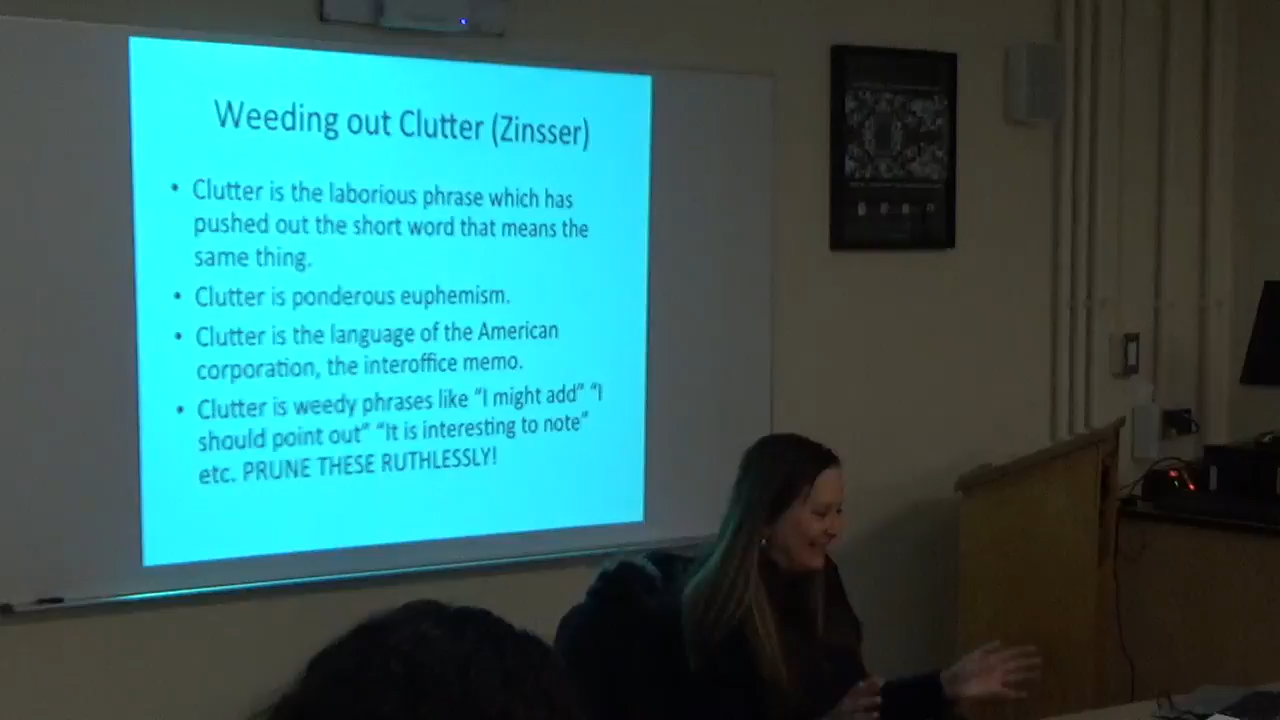 Weeding out Clutter (Zinsser)
• Clutter is the laborious phrase which has
pushed out the short word that means the
same thing.
• Clutter is ponderous euphemism.
• Clutter is the language of the American
corporation, the interoffice memo.
• Clutter is weedy phrases like “I might add” “I
should point out” “It is interesting to note”
etc. PRUNE THESE RUTHLESSLY!